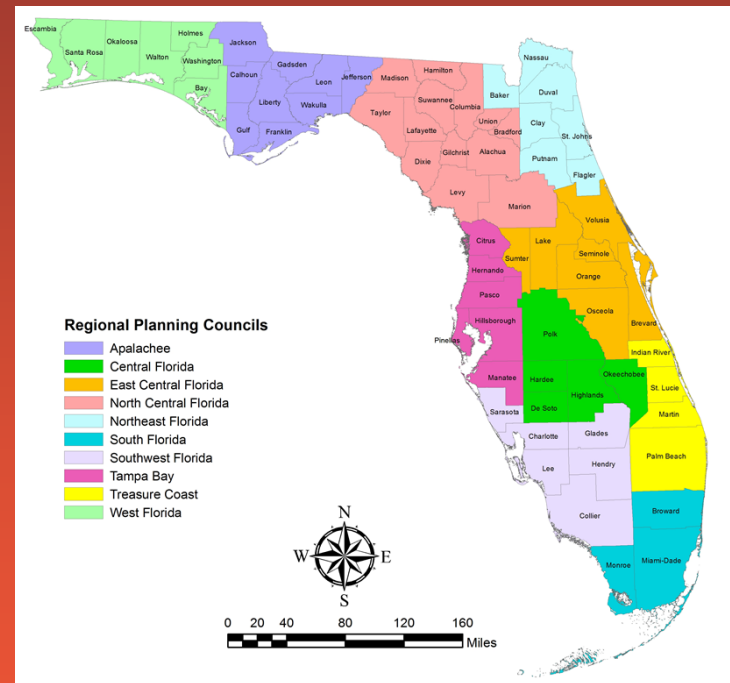 Escambia
Santa Rosa
Okaloosa
Walton
Holmes
Washington
Bay
Jackson
Calhoun
Gulf
Gadsden
Liberty
Franklin
Leon
Wakulla
Jefferson
Madison
Taylor
Hamilton
Suwannee
Lafayette
Dixie
Columbia
Gilchrist
Levy
Union
Bradford
Alachua
Marion
Nassau
Baker
Duval
Clay
St. Johns
Putnam
Flagler
Volusia
Citrus
Sumter
Lake
Seminole
Hernando
Orange
Pasco
Osceola
Brevard
Hillsborough
Pinellas
Polk
Indian River
Manatee
Hardee
Okeechobee
St. Lucie
Highlands
De Soto
Sarasota
Martin
Charlotte
Glades
Lee
Hendry
Palm Beach
Collier
Broward
Monroe
Miami-Dade
Regional Planning Councils
Apalachee
Central Florida
East Central Florida
North Central Florida
Northeast Florida
South Florida
Southwest Florida
Tampa Bay
Treasure Coast
West Florida
N
W
E
S
0 10 20 40 80 120 160
Miles